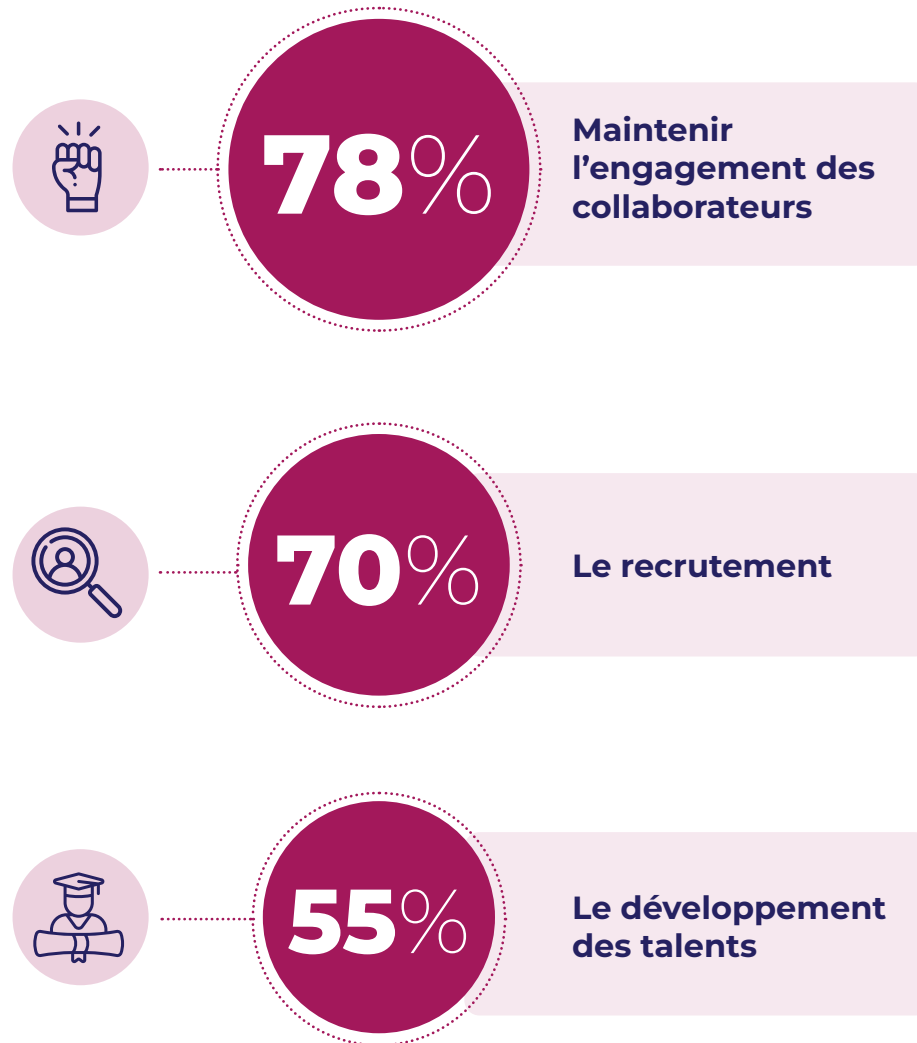 78%
Maintenir
l’engagement des
collaborateurs
70%
Le recrutement
55%
Le développement
des talents